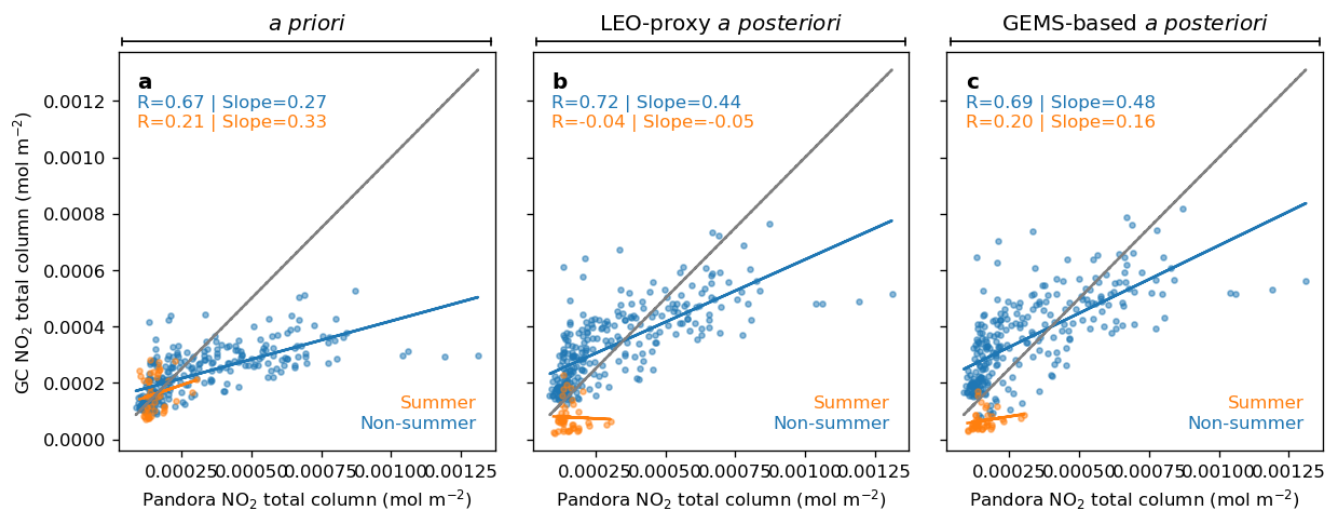 a priori
LEO-proxy a posteriori
GEMS-based a posteriori
a
R=0.67 | Slope=0.27
R=0.21 | Slope=0.33
b
R=0.72 | Slope=0.44
R=-0.04 | Slope=-0.05
c
R=0.69 | Slope=0.48
R=0.20 | Slope=0.16
GC NO₂ total column (mol m⁻²)
0.0012
0.0010
0.0008
0.0006
0.0004
0.0002
0.0000
Summer
Non-summer
Summer
Non-summer
Summer
Non-summer
0.00025 0.00050 0.00075 0.00100 0.00125
0.00025 0.00050 0.00075 0.00100 0.00125
0.00025 0.00050 0.00075 0.00100 0.00125
Pandora NO₂ total column (mol m⁻²)
Pandora NO₂ total column (mol m⁻²)
Pandora NO₂ total column (mol m⁻²)